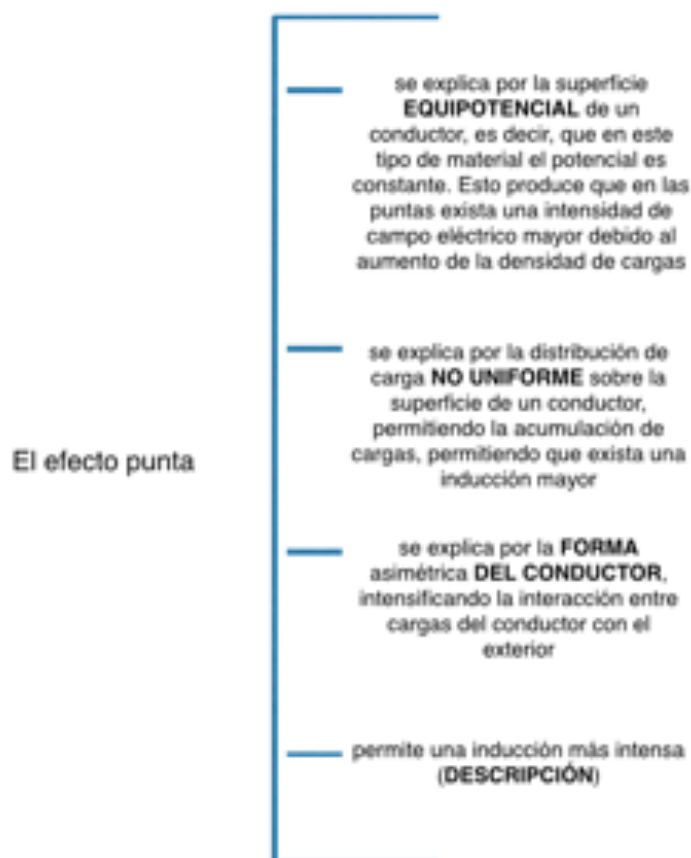 se explica por la superficie
EQUIPOTENCIAL de un
conductor, es decir, que en este
tipo de material el potencial es
constante. Esto produce que en las
puntas exista una intensidad de
campo eléctrico mayor debido al
aumento de la densidad de cargas
se explica por la distribución de
carga NO UNIFORME sobre la
superficie de un conductor,
permitiendo la acumulación de
cargas, permitiendo que exista una
inducción mayor
El efecto punta
se explica por la FORMA
asimétrica DEL CONDUCTOR,
intensificando la interacción entre
cargas del conductor con el
exterior
permite una inducción más intensa
(DESCRIPCIÓN)